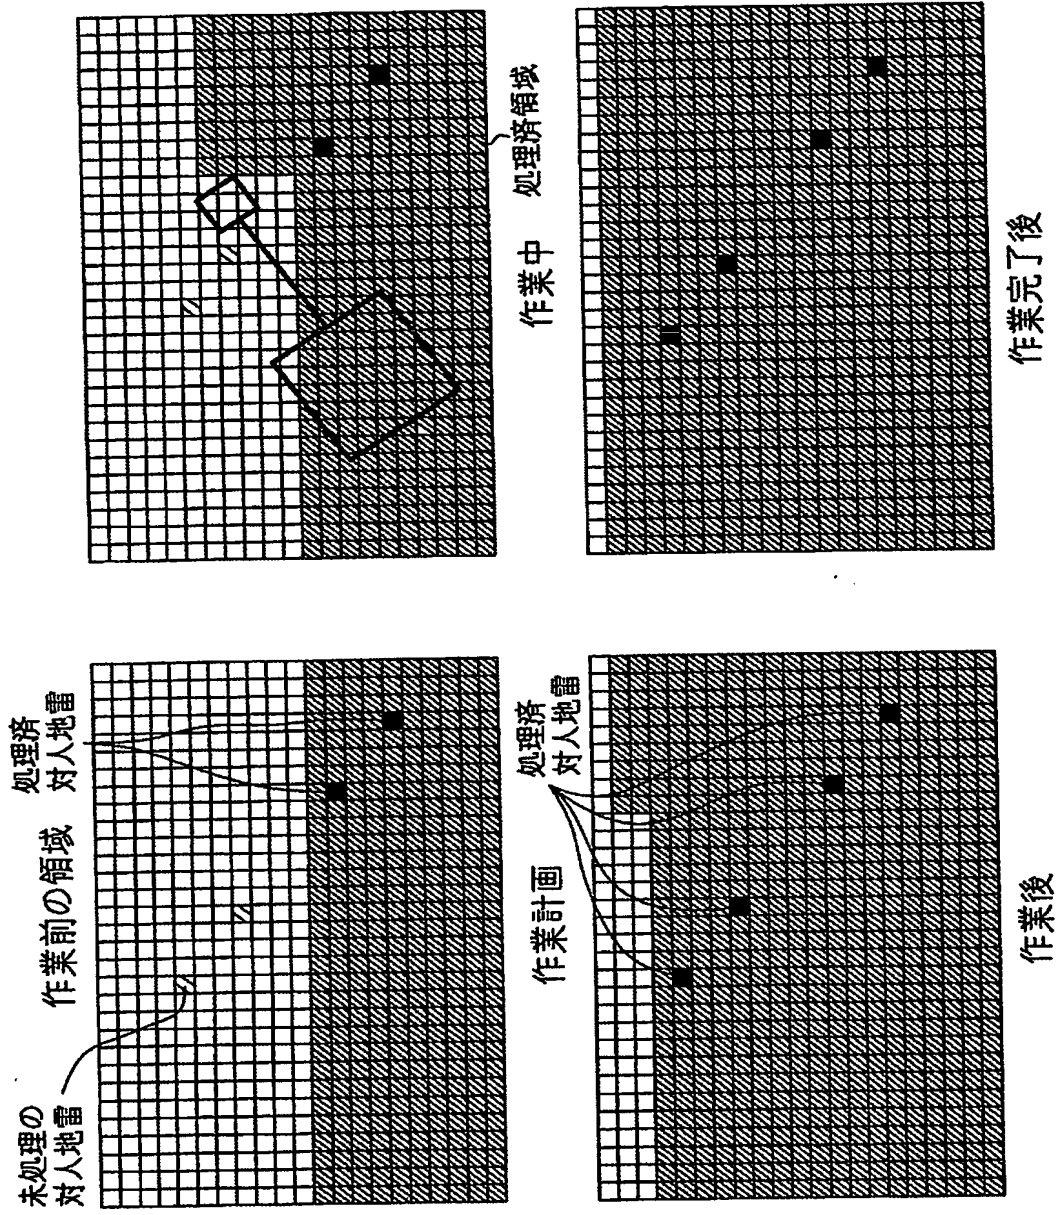 未処理の
対人地雷
作業前の領域
処理済
対人地雷
作業計画
作業中
処理済領域
処理済
対人地雷
作業後
作業完了後